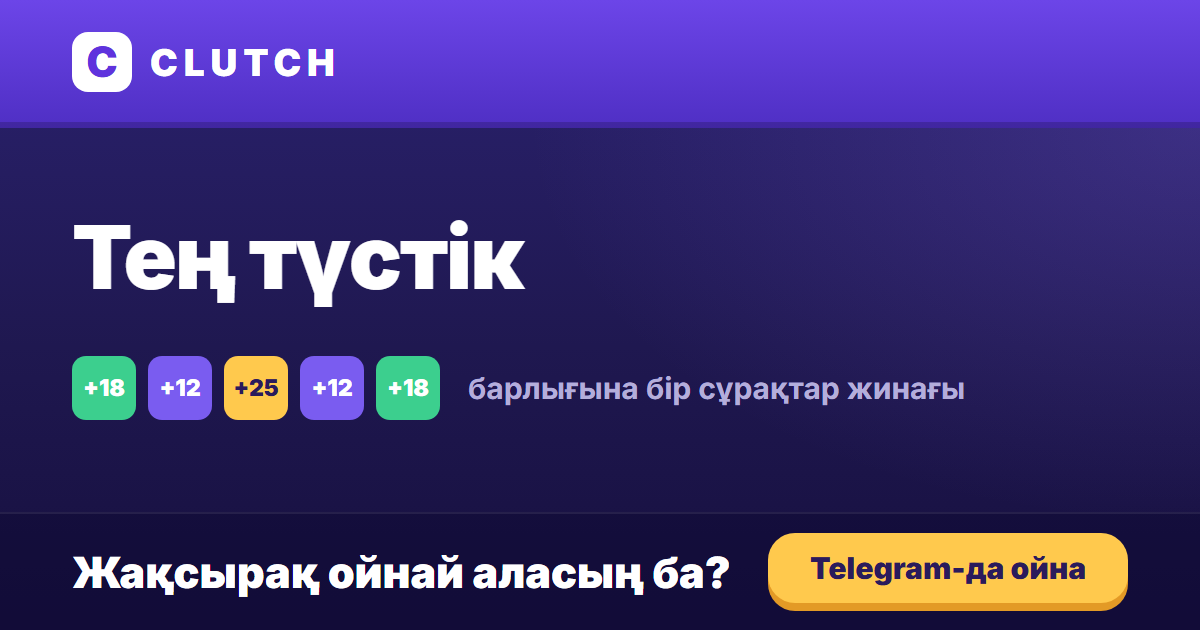 C CLUTCH
Тең түстік
+18 +12 +25 +12 +18 барлығына бір сұрақтар жинағы
Жақсырақ ойнай аласың ба? Telegram-да ойна